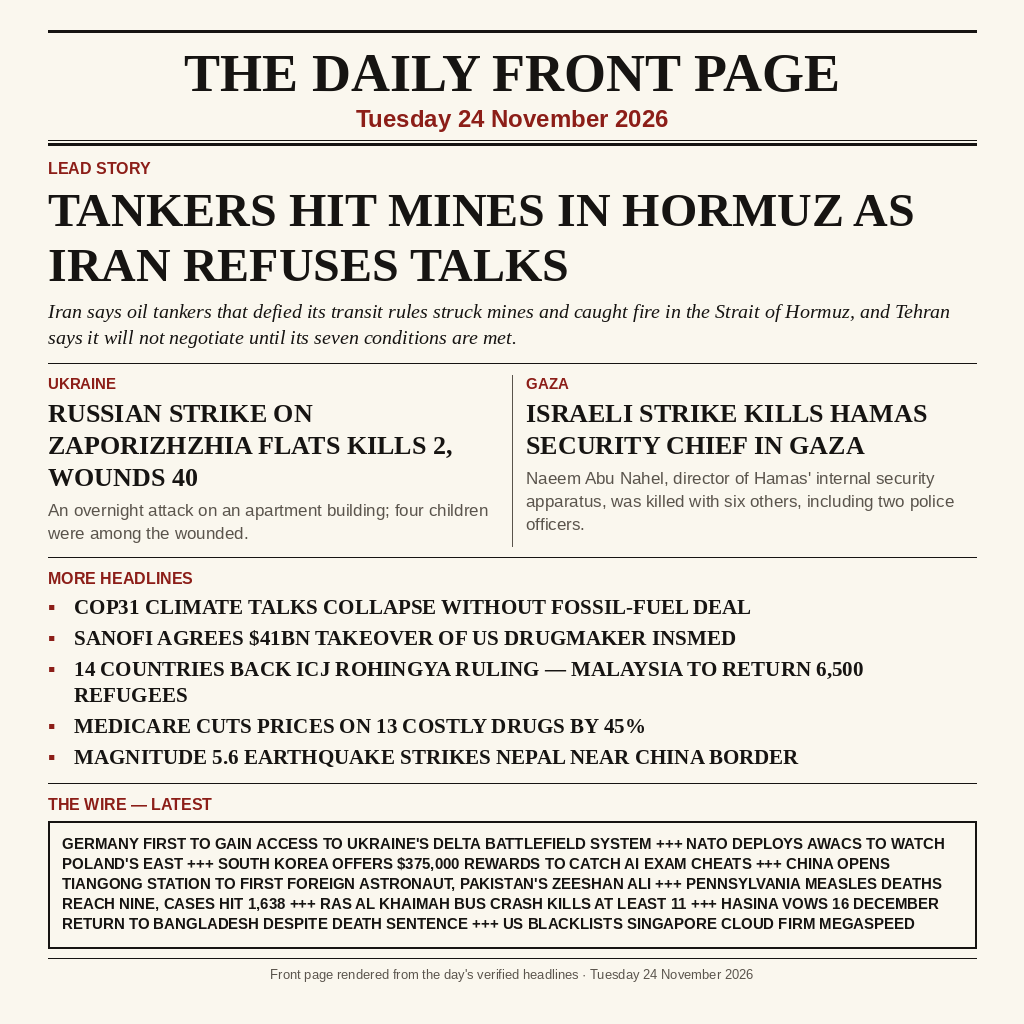 THE DAILY FRONT PAGE
Tuesday 24 November 2026
LEAD STORY
TANKERS HIT MINES IN HORMUZ AS
IRAN REFUSES TALKS
Iran says oil tankers that defied its transit rules struck mines and caught fire in the Strait of Hormuz, and Tehran
says it will not negotiate until its seven conditions are met.
UKRAINE
RUSSIAN STRIKE ON
ZAPORIZHZHIA FLATS KILLS 2,
WOUNDS 40
An overnight attack on an apartment building; four children
were among the wounded.
GAZA
ISRAELI STRIKE KILLS HAMAS
SECURITY CHIEF IN GAZA
Naeem Abu Nahel, director of Hamas' internal security
apparatus, was killed with six others, including two police
officers.
MORE HEADLINES
▪ COP31 CLIMATE TALKS COLLAPSE WITHOUT FOSSIL-FUEL DEAL
▪ SANOFI AGREES $41BN TAKEOVER OF US DRUGMAKER INSMED
▪ 14 COUNTRIES BACK ICJ ROHINGYA RULING — MALAYSIA TO RETURN 6,500
REFUGEES
▪ MEDICARE CUTS PRICES ON 13 COSTLY DRUGS BY 45%
▪ MAGNITUDE 5.6 EARTHQUAKE STRIKES NEPAL NEAR CHINA BORDER
THE WIRE — LATEST
GERMANY FIRST TO GAIN ACCESS TO UKRAINE'S DELTA BATTLEFIELD SYSTEM +++ NATO DEPLOYS AWACS TO WATCH
POLAND'S EAST +++ SOUTH KOREA OFFERS $375,000 REWARDS TO CATCH AI EXAM CHEATS +++ CHINA OPENS
TIANGONG STATION TO FIRST FOREIGN ASTRONAUT, PAKISTAN'S ZEESHAN ALI +++ PENNSYLVANIA MEASLES DEATHS
REACH NINE, CASES HIT 1,638 +++ RAS AL KHAIMAH BUS CRASH KILLS AT LEAST 11 +++ HASINA VOWS 16 DECEMBER
RETURN TO BANGLADESH DESPITE DEATH SENTENCE +++ US BLACKLISTS SINGAPORE CLOUD FIRM MEGASPEED
Front page rendered from the day's verified headlines · Tuesday 24 November 2026